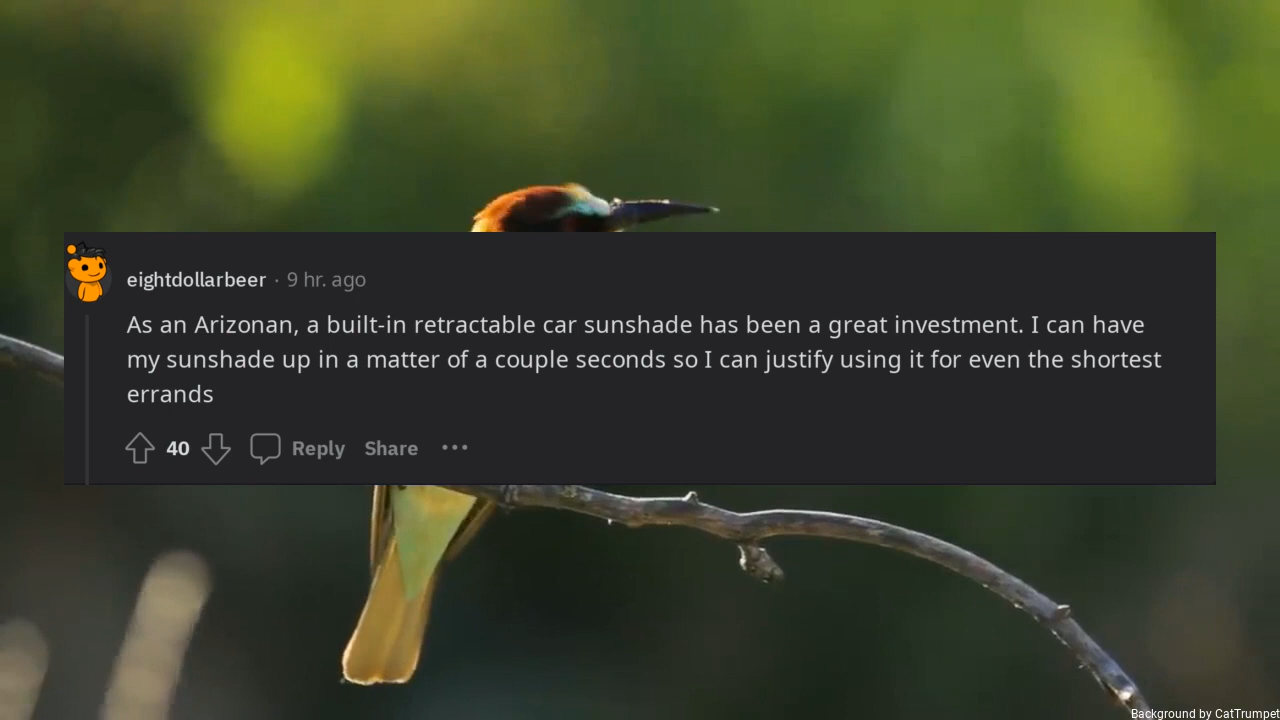 eightdollarbeer · 9 hr. ago
As an Arizonan, a built-in retractable car sunshade has been a great investment. I can have
my sunshade up in a matter of a couple seconds so I can justify using it for even the shortest
errands
40 Reply Share ···
Background by CatTrumpet